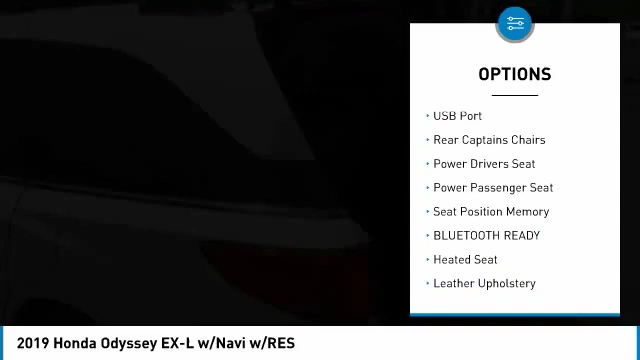 OPTIONS
USB Port
Rear Captains Chairs
Power Drivers Seat
Power Passenger Seat
Seat Position Memory
BLUETOOTH READY
Heated Seat
Leather Upholstery
2019 Honda Odyssey EX-L w/Navi w/RES